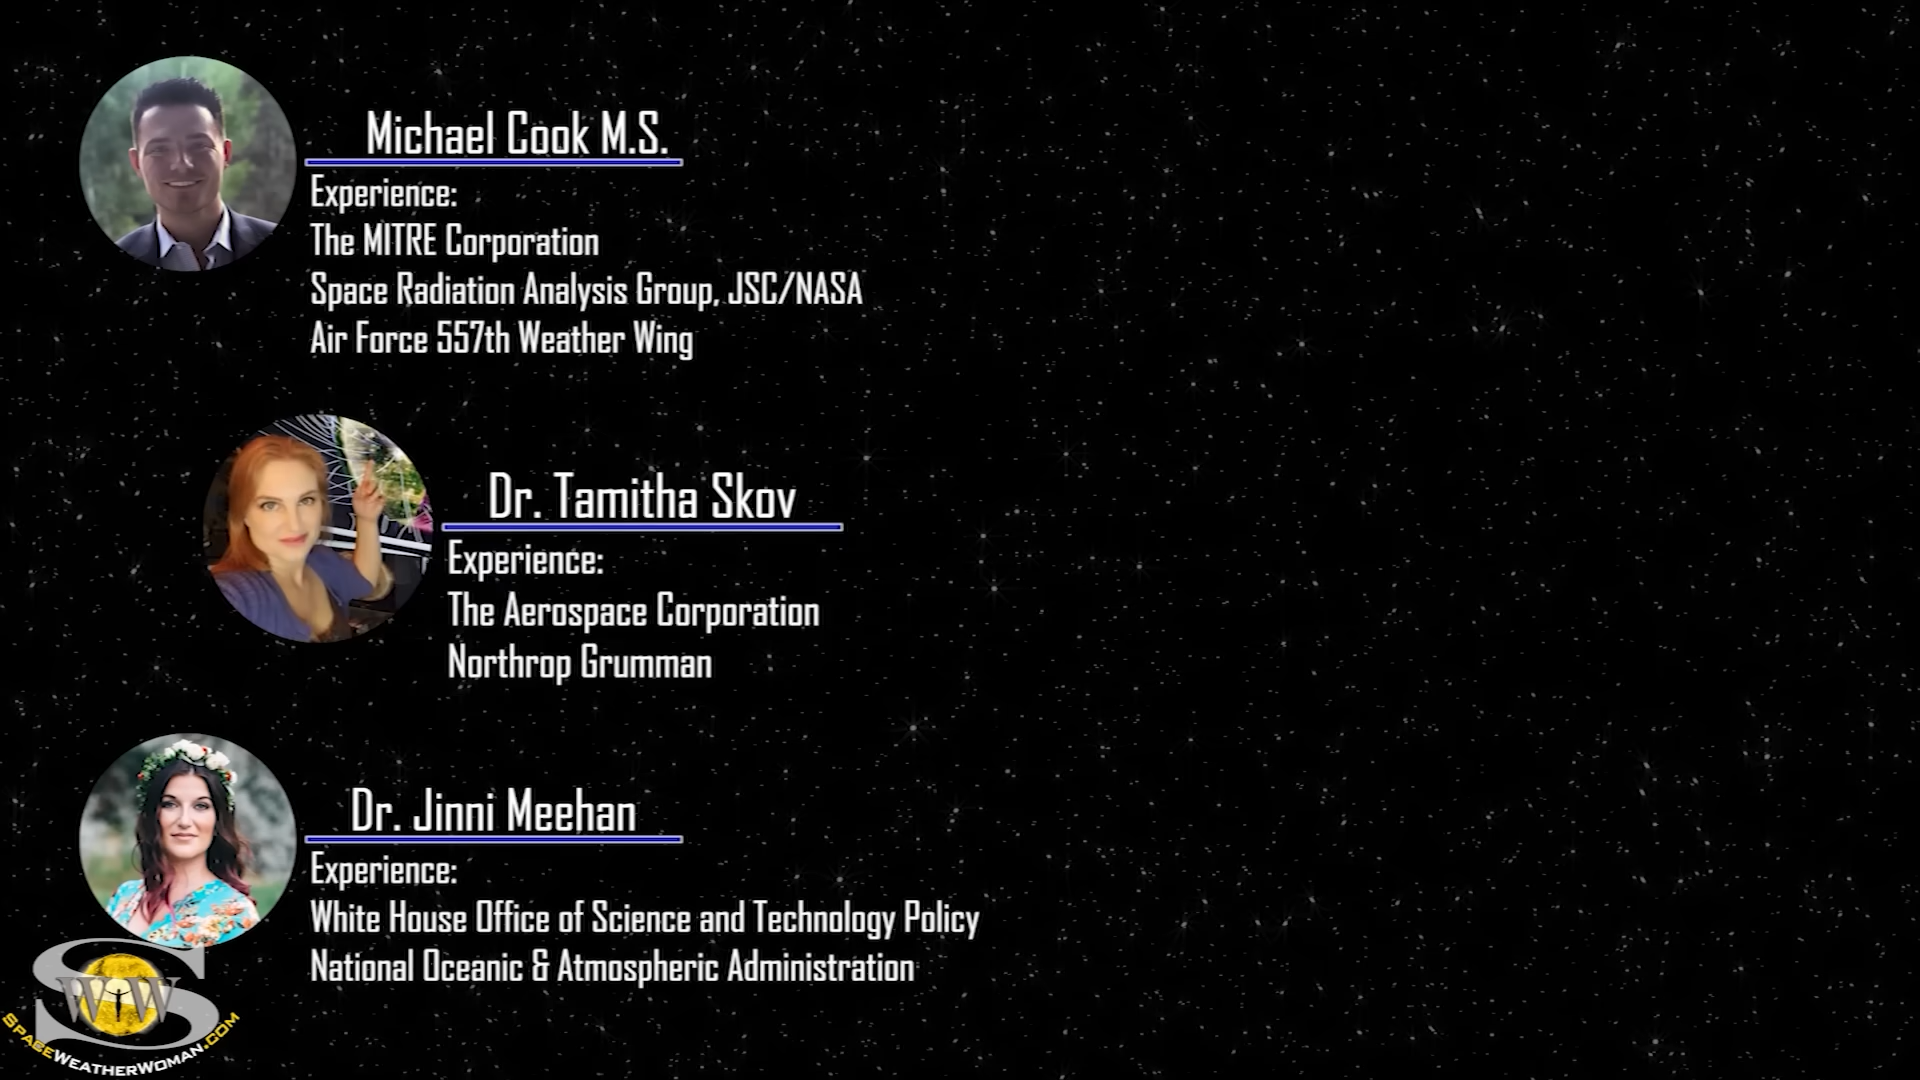 Michael Cook M.S.
Experience:
The MITRE Corporation
Space Radiation Analysis Group, JSC/NASA
Air Force 557th Weather Wing
Dr. Tamitha Skov
Experience:
The Aerospace Corporation
Northrop Grumman
Dr. Jinni Meehan
Experience:
White House Office of Science and Technology Policy
National Oceanic & Atmospheric Administration
SWW
SPACEWEATHERWOMAN.COM